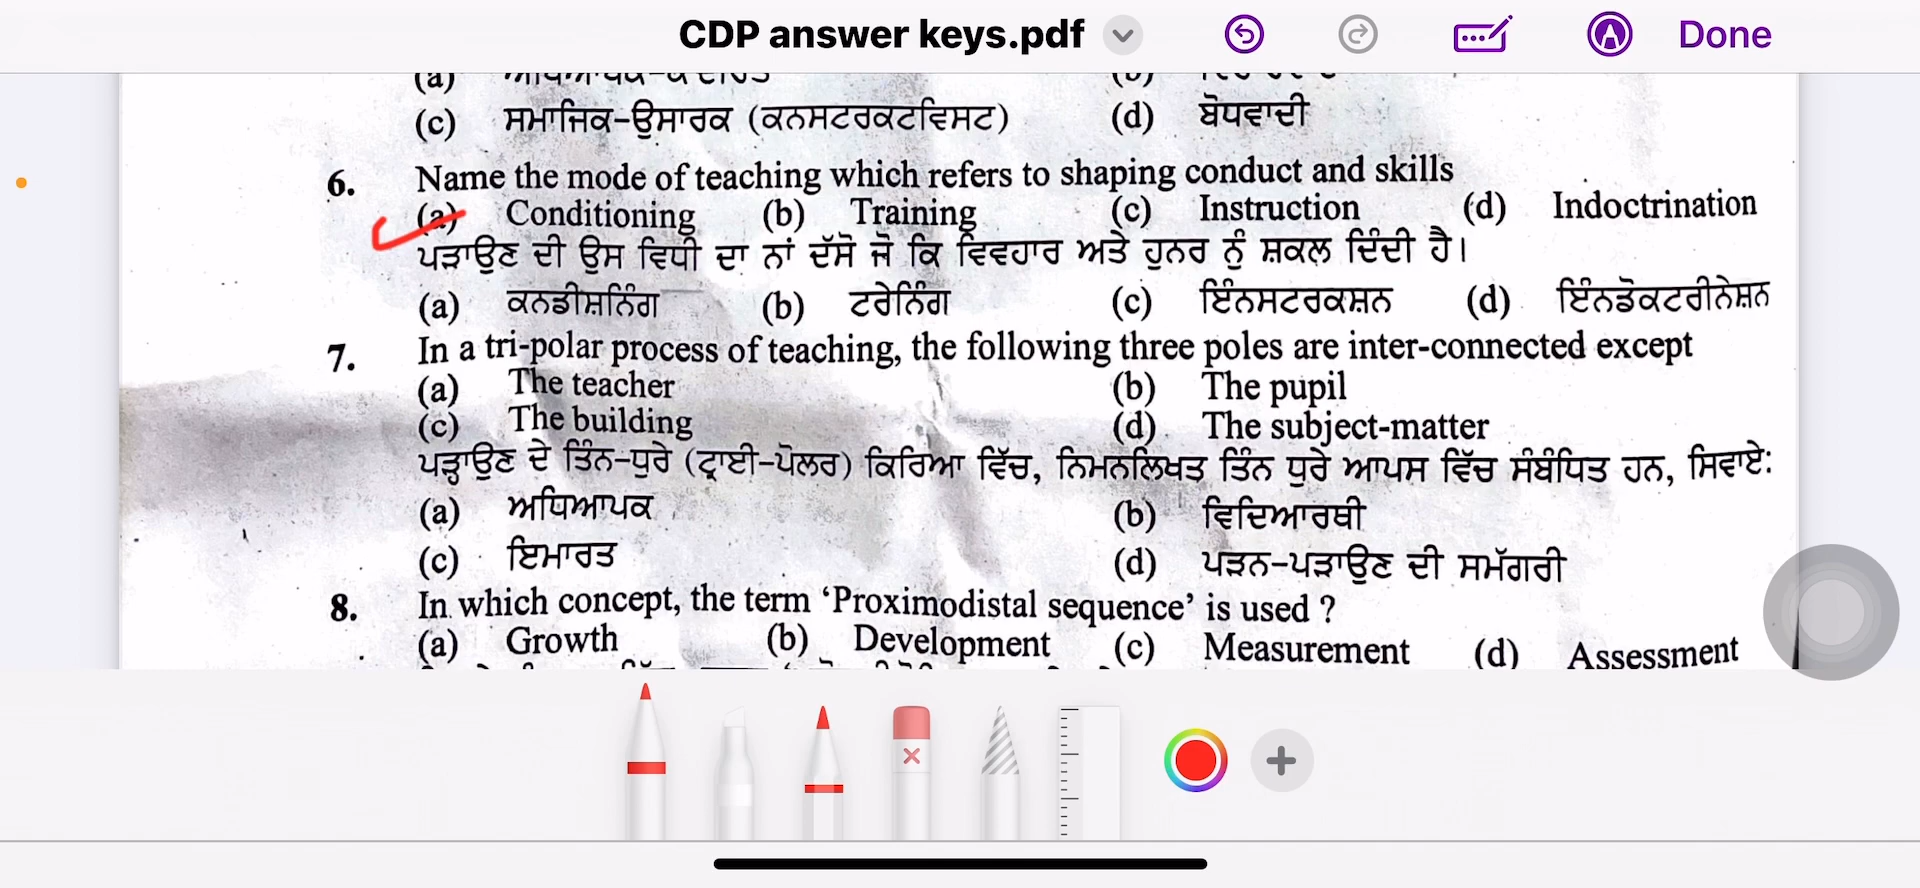 CDP answer keys.pdf
Done
(a)
(c) ਸਮਾਜਿਕ-ਉਸਾਰਕ (ਕਨਸਟਰਕਟਵਿਸਟ) (d) ਬੋਧਵਾਦੀ
6. Name the mode of teaching which refers to shaping conduct and skills
(a) Conditioning (b) Training (c) Instruction (d) Indoctrination
ਪੜਾਉਣ ਦੀ ਉਸ ਵਿਧੀ ਦਾ ਨਾਂ ਦੱਸੋ ਜੋ ਕਿ ਵਿਵਹਾਰ ਅਤੇ ਹੁਨਰ ਨੂੰ ਸ਼ਕਲ ਦਿੰਦੀ ਹੈ।
(a) ਕਨਡੀਸ਼ਨਿੰਗ (b) ਟਰੇਨਿੰਗ (c) ਇੰਨਸਟਰਕਸ਼ਨ (d) ਇੰਨਡੋਕਟਰੀਨੇਸ਼ਨ
7. In a tri-polar process of teaching, the following three poles are inter-connected except
(a) The teacher (b) The pupil
(c) The building (d) The subject-matter
ਪੜ੍ਹਾਉਣ ਦੇ ਤਿੰਨ-ਧੁਰੇ (ਟ੍ਰਾਈ-ਪੋਲਰ) ਕਿਰਿਆ ਵਿੱਚ, ਨਿਮਨਲਿਖਤ ਤਿੰਨ ਧੁਰੇ ਆਪਸ ਵਿੱਚ ਸੰਬੰਧਿਤ ਹਨ, ਸਿਵਾਏ:
(a) ਅਧਿਆਪਕ (b) ਵਿਦਿਆਰਥੀ
(c) ਇਮਾਰਤ (d) ਪੜਨ-ਪੜਾਉਣ ਦੀ ਸਮੱਗਰੀ
8. In which concept, the term ‘Proximodistal sequence’ is used ?
(a) Growth (b) Development (c) Measurement (d) Assessment